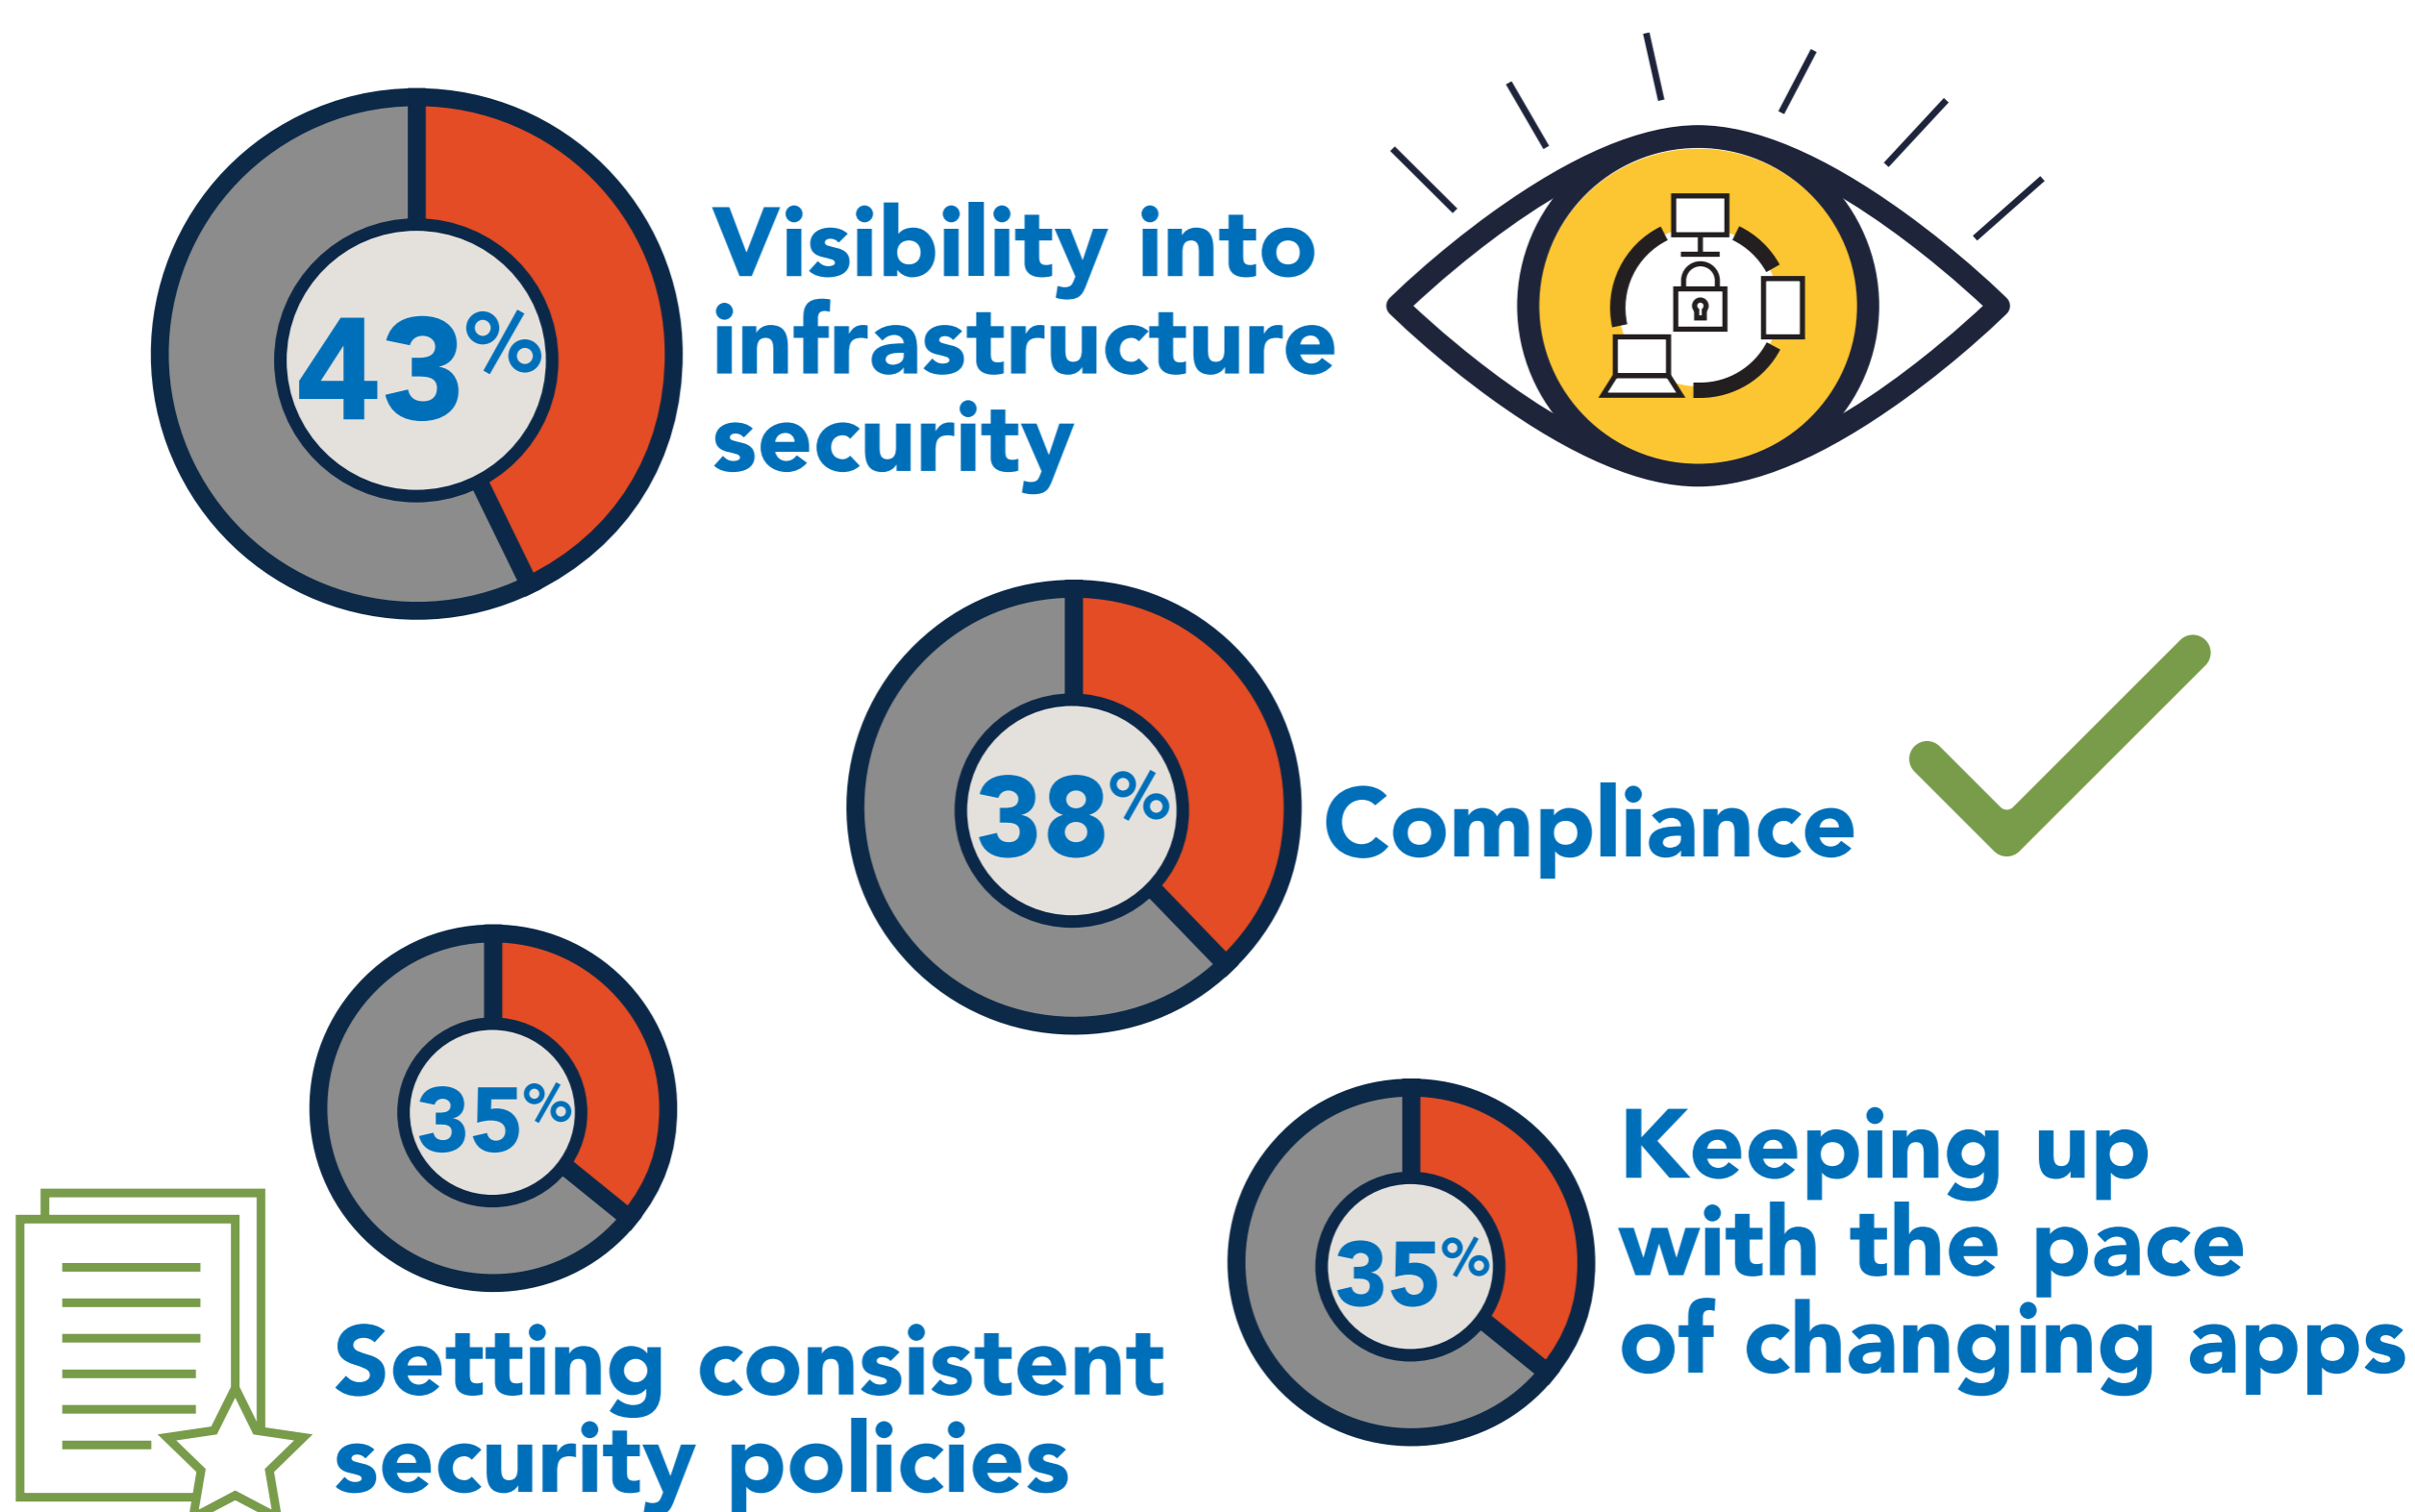 43%
Visibility into
infrastructure
security
38%
Compliance
35%
Setting consistent
security policies
35%
Keeping up
with the pace
of changing apps